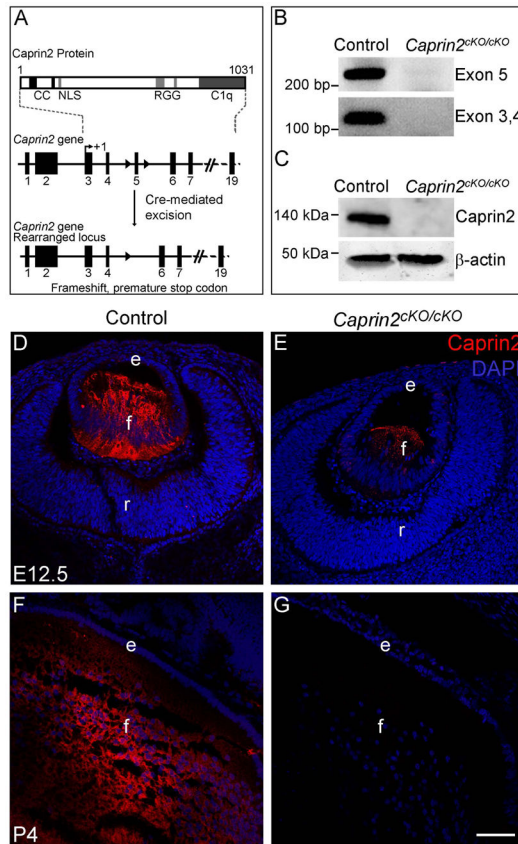 A
Caprin2 Protein
1 1031
CC NLS RGG C1q
Caprin2 gene
+1
1 2 3 4 5 6 7 19
Cre-mediated
excision
Caprin2 gene
Rearranged locus
1 2 3 4 6 7 19
Frameshift, premature stop codon
B
Control Caprin2cKO/cKO
200 bp Exon 5
100 bp Exon 3,4
C
Control Caprin2cKO/cKO
140 kDa Caprin2
50 kDa β-actin
Control Caprin2cKO/cKO
D
e
f
r
E12.5
E
Caprin2
DAPI
e
f
r
F
e
f
P4
G
e
f